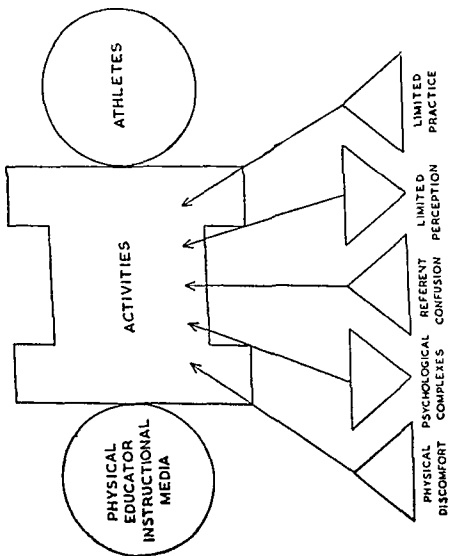 PHYSICAL
EDUCATOR
INSTRUCTIONAL
MEDIA
ACTIVITIES
ATHLETES
PHYSICAL
DISCOMFORT
PSYCHOLOGICAL
COMPLEXES
REFERENT
CONFUSION
LIMITED
PERCEPTION
LIMITED
PRACTICE